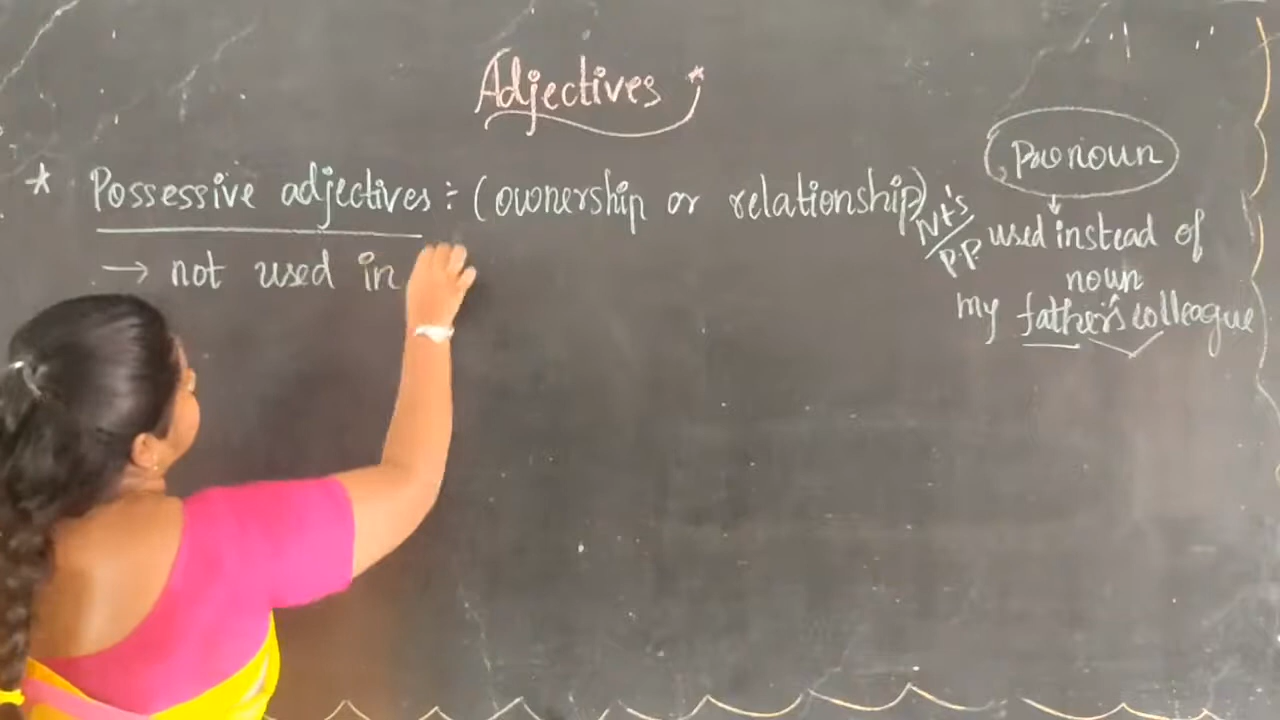 Adjectives
* Possessive adjectives :- (ownership or relationship)
→ not used in
Pronoun
N+'s / P.P.
used instead of
noun
my father's colleague